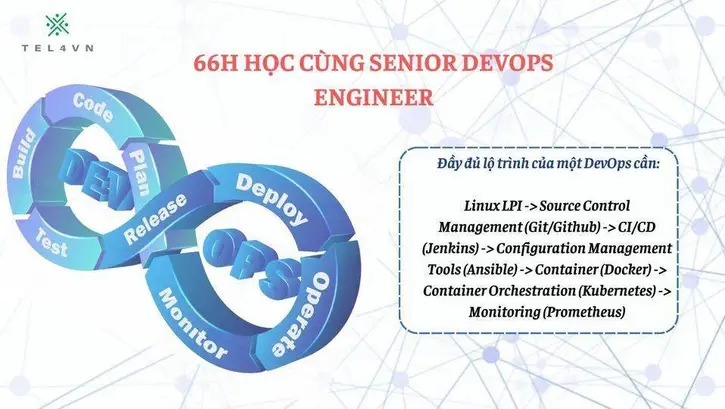 TEL4VN
66H HỌC CÙNG SENIOR DEVOPS
ENGINEER
Code
Build
Plan
DEV
Test
Release
Deploy
OPS
Operate
Monitor
Đầy đủ lộ trình của một DevOps cần:
Linux LPI -> Source Control
Management (Git/Github) -> CI/CD
(Jenkins) -> Configuration Management
Tools (Ansible) -> Container (Docker) ->
Container Orchestration (Kubernetes) ->
Monitoring (Prometheus)